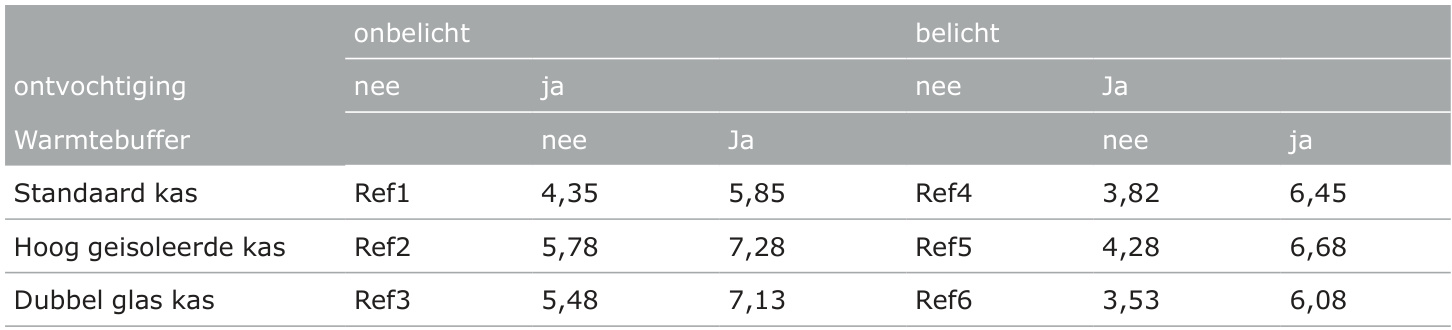 onbelicht belicht
ontvochtiging nee ja nee Ja
Warmtebuffer nee Ja nee ja
Standaard kas Ref1 4,35 5,85 Ref4 3,82 6,45
Hoog geisoleerde kas Ref2 5,78 7,28 Ref5 4,28 6,68
Dubbel glas kas Ref3 5,48 7,13 Ref6 3,53 6,08